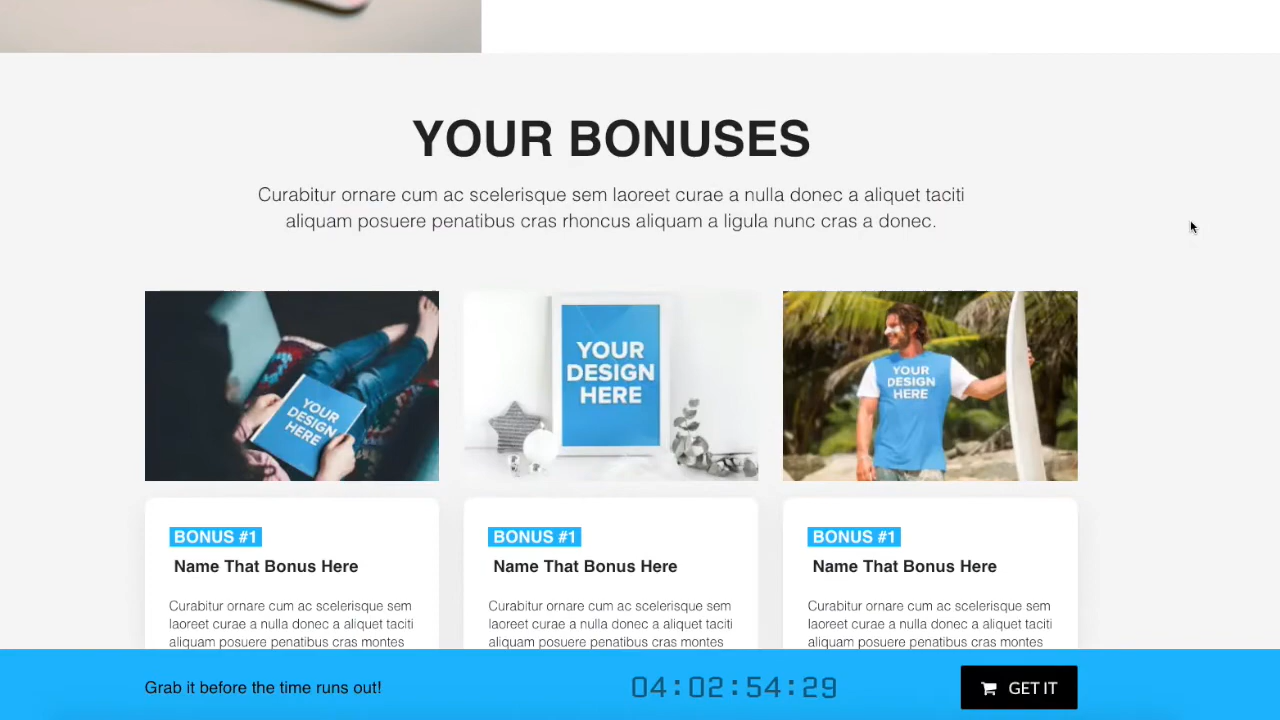 YOUR BONUSES
Curabitur ornare cum ac scelerisque sem laoreet curae a nulla donec a aliquet taciti
aliquam posuere penatibus cras rhoncus aliquam a ligula nunc cras a donec.
YOUR
DESIGN
HERE
YOUR
DESIGN
HERE
YOUR
DESIGN
HERE
BONUS #1
Name That Bonus Here
Curabitur ornare cum ac scelerisque sem
laoreet curae a nulla donec a aliquet taciti
aliquam posuere penatibus cras montes
BONUS #1
Name That Bonus Here
Curabitur ornare cum ac scelerisque sem
laoreet curae a nulla donec a aliquet taciti
aliquam posuere penatibus cras montes
BONUS #1
Name That Bonus Here
Curabitur ornare cum ac scelerisque sem
laoreet curae a nulla donec a aliquet taciti
aliquam posuere penatibus cras montes
Grab it before the time runs out!
04:02:54:29
GET IT